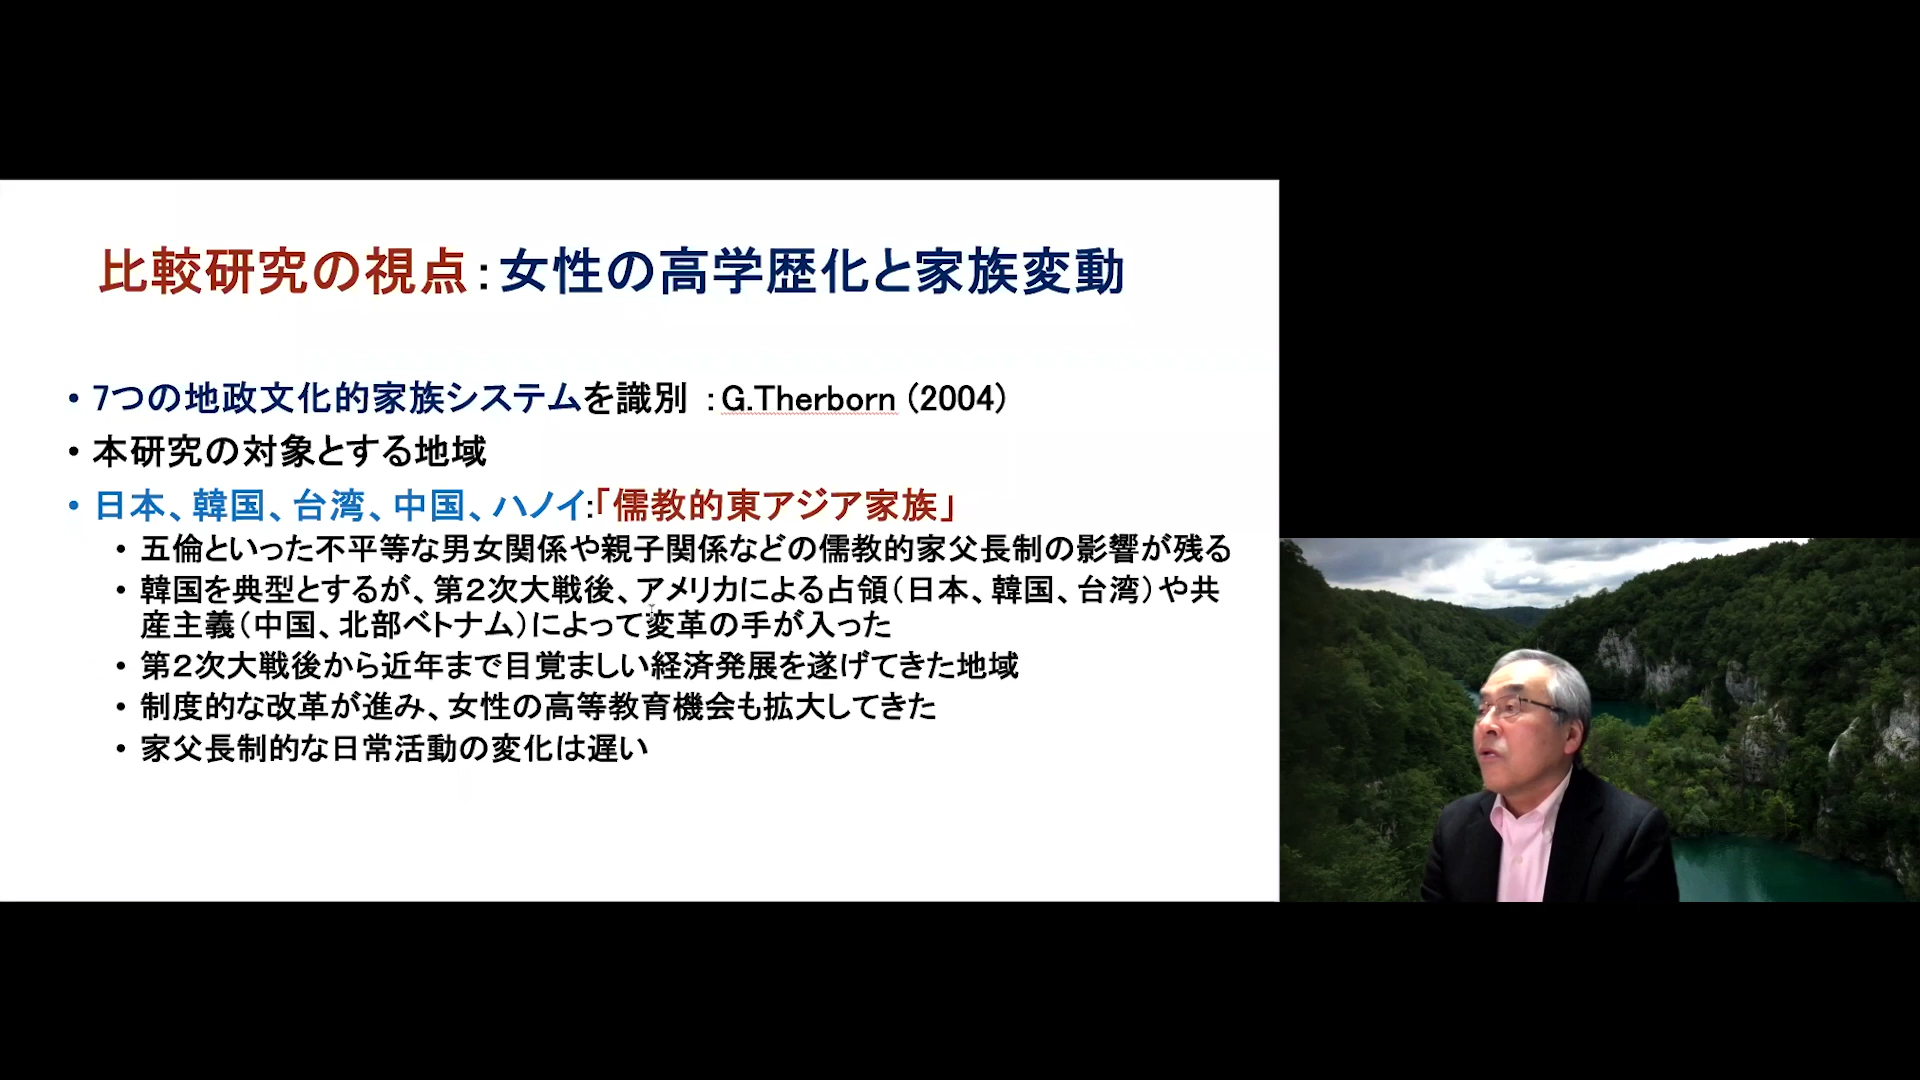 比較研究の視点：女性の高学歴化と家族変動
• 7つの地政文化的家族システムを識別 ：G.Therborn (2004)
• 本研究の対象とする地域
• 日本、韓国、台湾、中国、ハノイ:「儒教的東アジア家族」
• 五倫といった不平等な男女関係や親子関係などの儒教的家父長制の影響が残る
• 韓国を典型とするが、第２次大戦後、アメリカによる占領（日本、韓国、台湾）や共
産主義（中国、北部ベトナム）によって変革の手が入った
• 第２次大戦後から近年まで目覚ましい経済発展を遂げてきた地域
• 制度的な改革が進み、女性の高等教育機会も拡大してきた
• 家父長制的な日常活動の変化は遅い